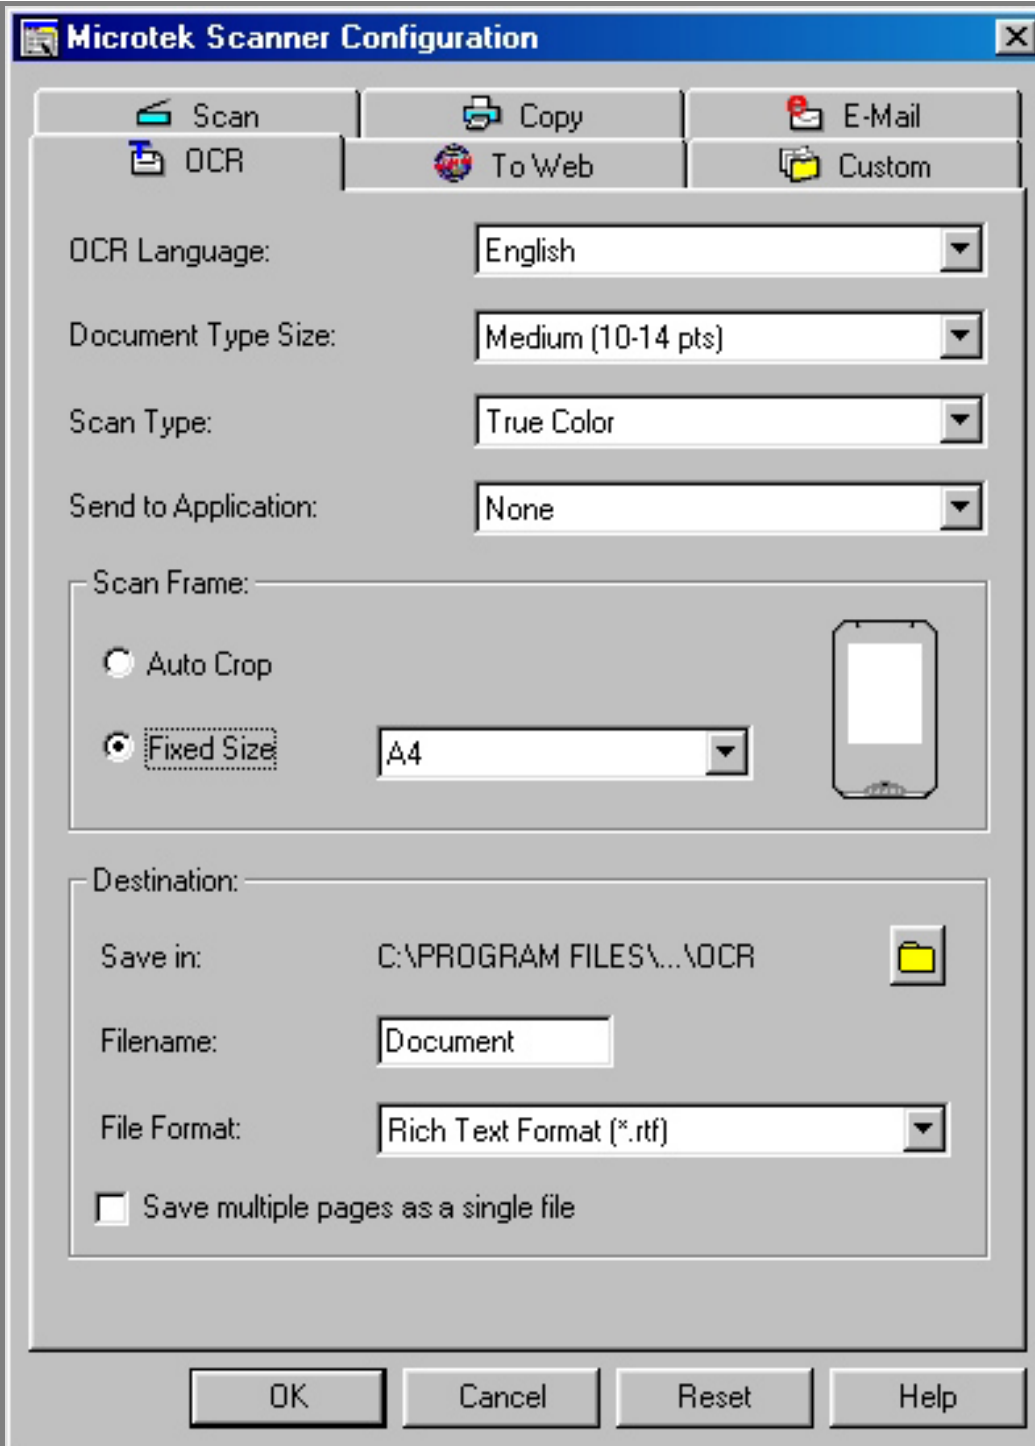 Microtek Scanner Configuration
Scan Copy E-Mail
OCR To Web Custom
OCR Language: English
Document Type Size: Medium (10-14 pts)
Scan Type: True Color
Send to Application: None
Scan Frame:
Auto Crop
Fixed Size A4
Destination:
Save in: C:\PROGRAM FILES\...\OCR
Filename: Document
File Format: Rich Text Format (*.rtf)
Save multiple pages as a single file
OK Cancel Reset Help